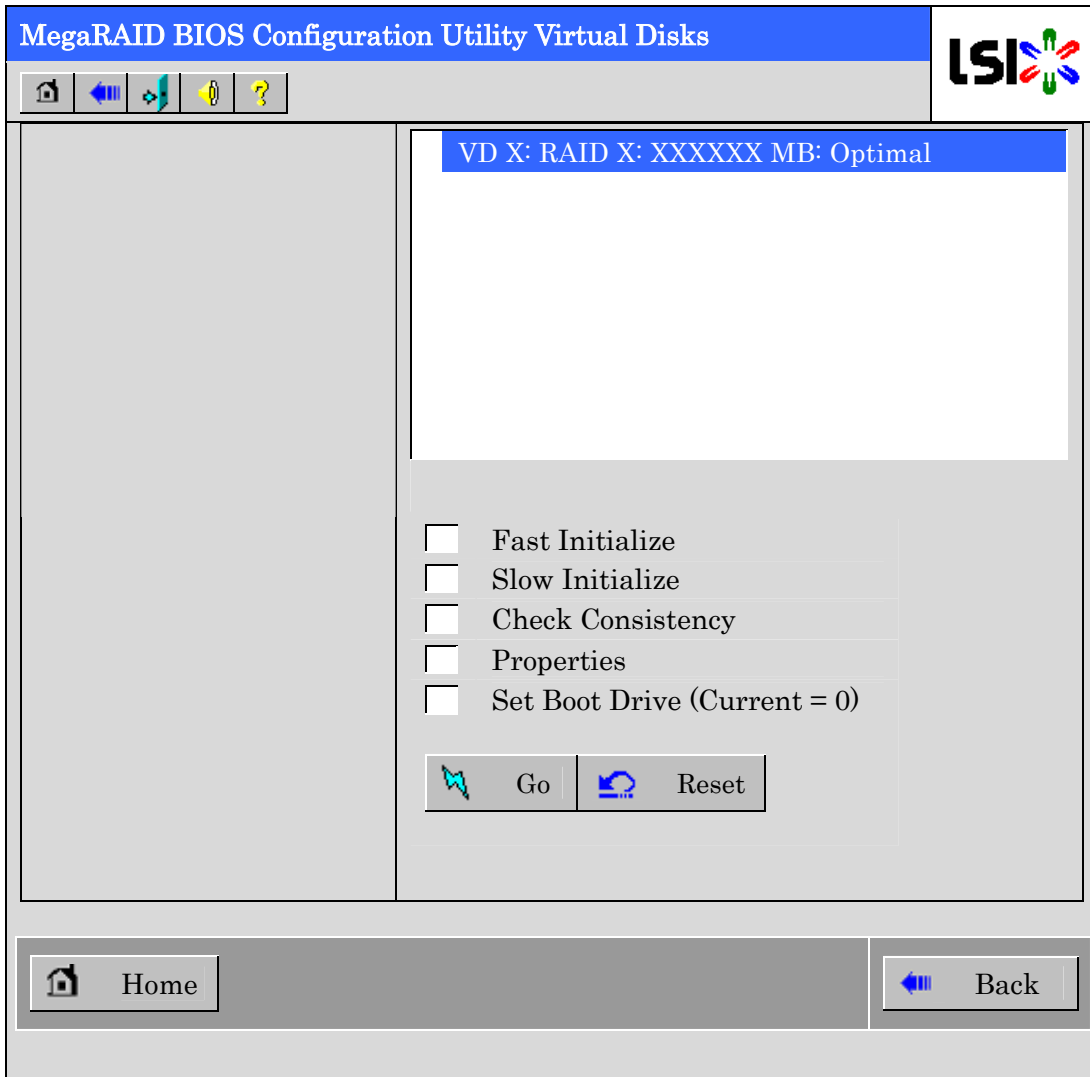 MegaRAID BIOS Configuration Utility Virtual Disks
LSI
VD X: RAID X: XXXXXX MB: Optimal
Fast Initialize
Slow Initialize
Check Consistency
Properties
Set Boot Drive (Current = 0)
Go
Reset
Home
Back